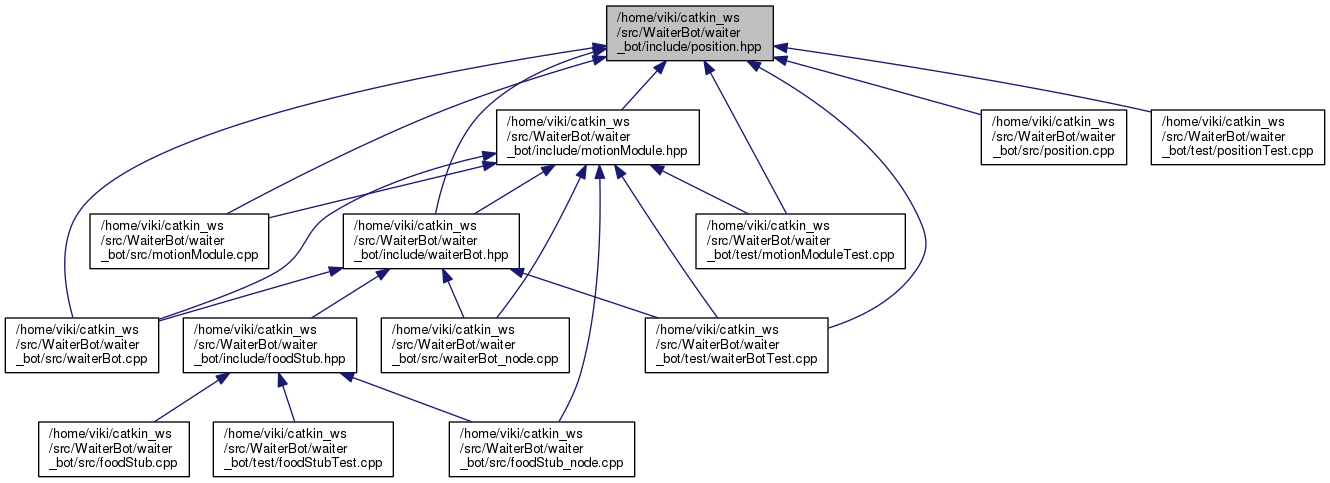 /home/viki/catkin_ws
/src/WaiterBot/waiter
_bot/include/position.hpp
/home/viki/catkin_ws
/src/WaiterBot/waiter
_bot/include/motionModule.hpp
/home/viki/catkin_ws
/src/WaiterBot/waiter
_bot/src/position.cpp
/home/viki/catkin_ws
/src/WaiterBot/waiter
_bot/test/positionTest.cpp
/home/viki/catkin_ws
/src/WaiterBot/waiter
_bot/src/motionModule.cpp
/home/viki/catkin_ws
/src/WaiterBot/waiter
_bot/include/waiterBot.hpp
/home/viki/catkin_ws
/src/WaiterBot/waiter
_bot/test/motionModuleTest.cpp
/home/viki/catkin_ws
/src/WaiterBot/waiter
_bot/src/waiterBot.cpp
/home/viki/catkin_ws
/src/WaiterBot/waiter
_bot/include/foodStub.hpp
/home/viki/catkin_ws
/src/WaiterBot/waiter
_bot/src/waiterBot_node.cpp
/home/viki/catkin_ws
/src/WaiterBot/waiter
_bot/test/waiterBotTest.cpp
/home/viki/catkin_ws
/src/WaiterBot/waiter
_bot/src/foodStub.cpp
/home/viki/catkin_ws
/src/WaiterBot/waiter
_bot/test/foodStubTest.cpp
/home/viki/catkin_ws
/src/WaiterBot/waiter
_bot/src/foodStub_node.cpp